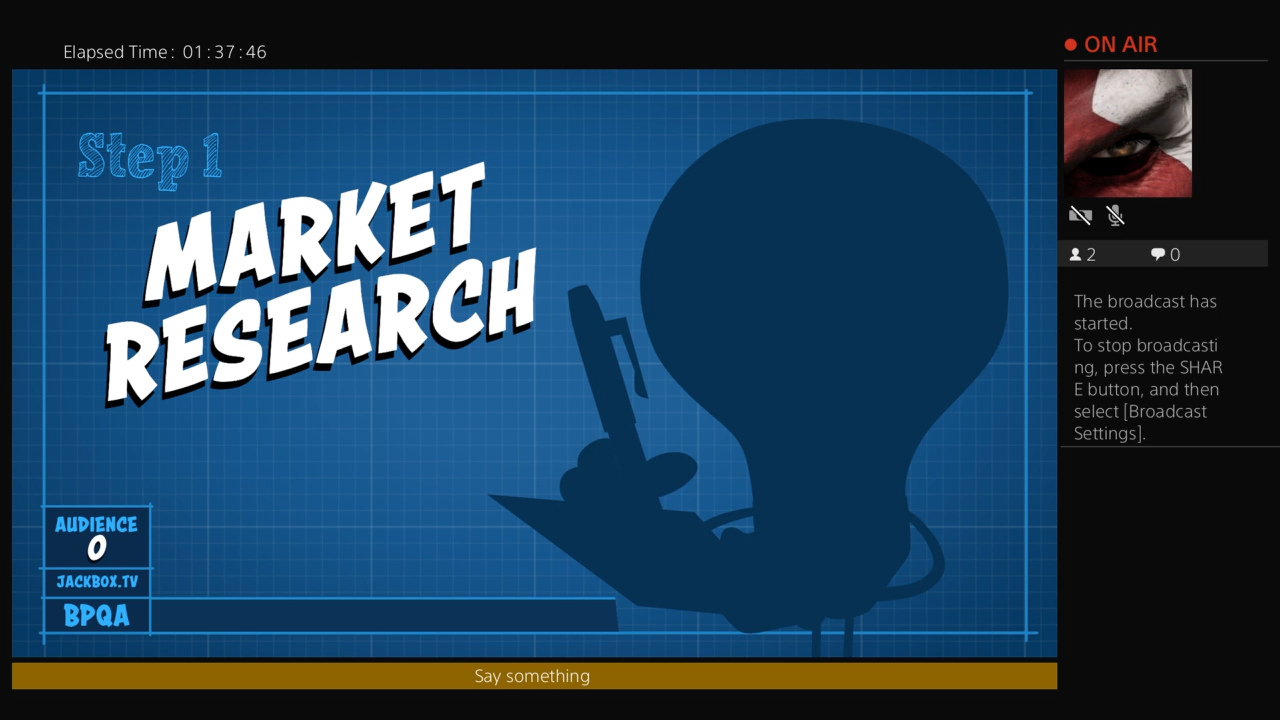 Elapsed Time: 01:37:46
ON AIR
Step 1
MARKET
RESEARCH
2
0
The broadcast has
started.
To stop broadcasti
ng, press the SHAR
E button, and then
select [Broadcast
Settings].
AUDIENCE
0
JACKBOX.TV
BPQA
Say something